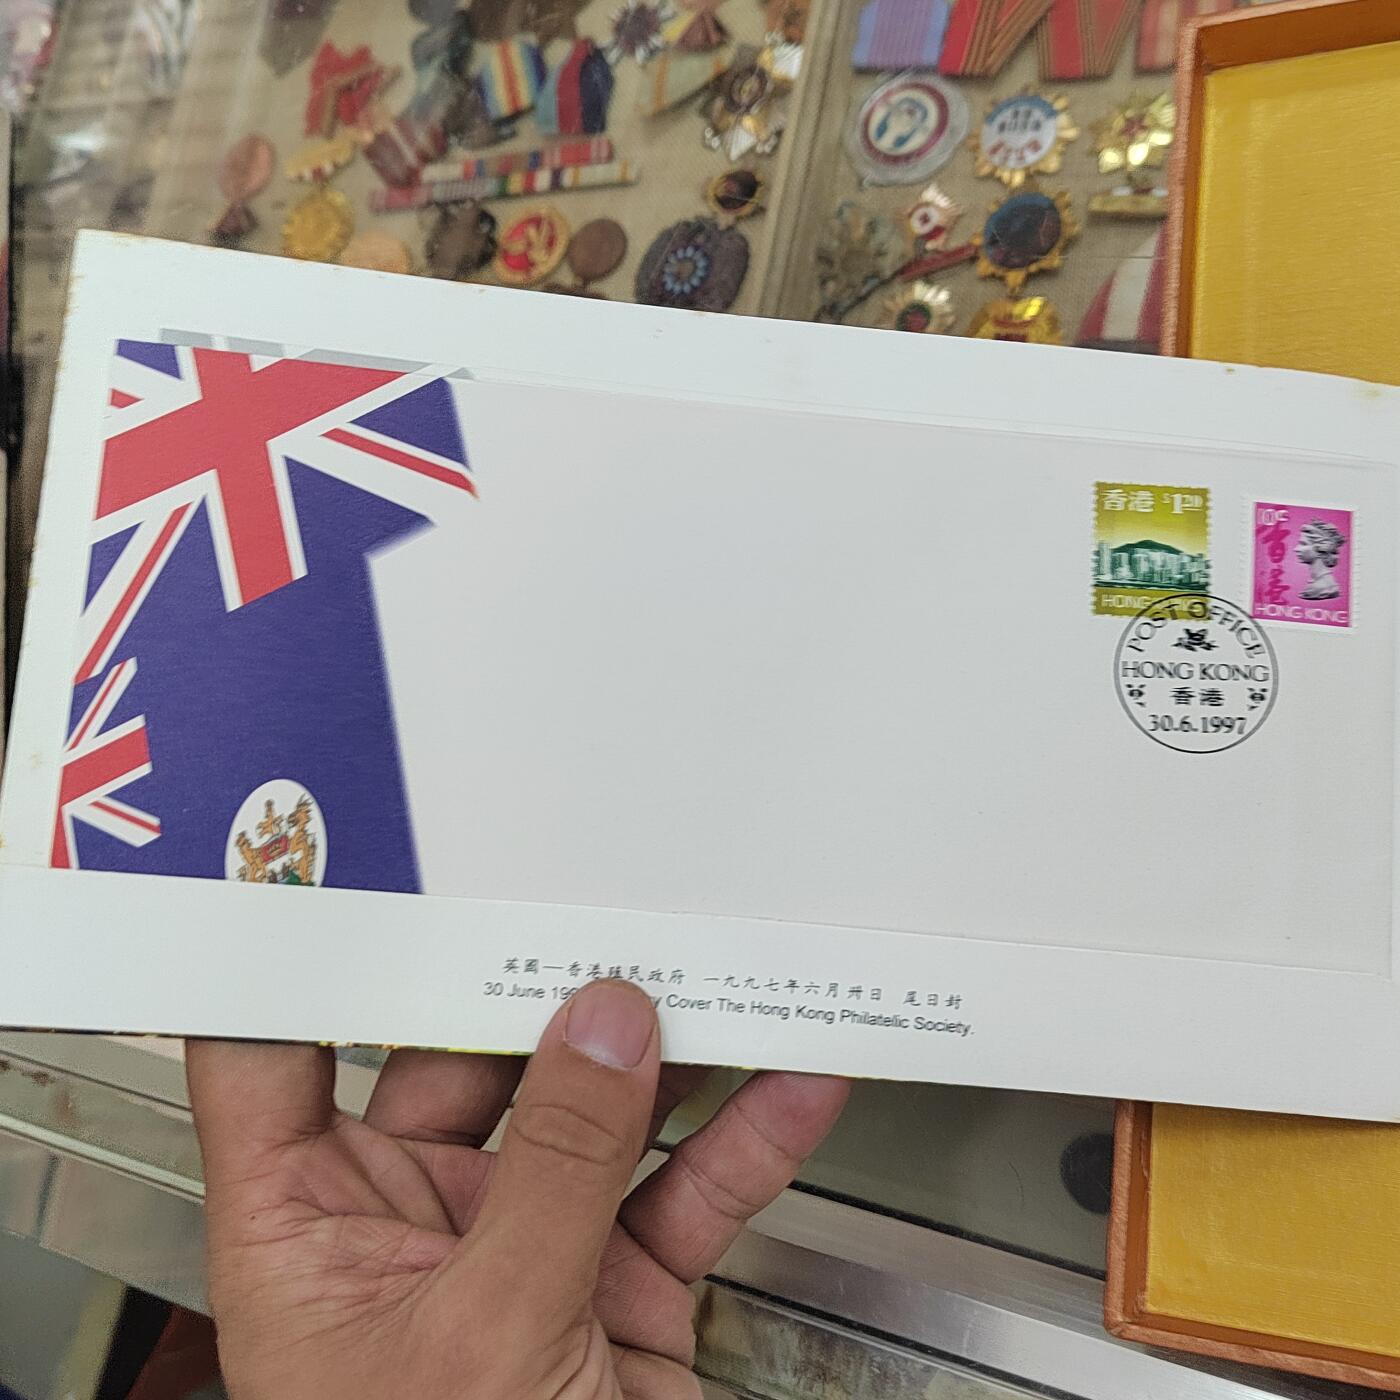 香港 $1.20
HONG KONG
10c
香港
HONG KONG
POST OFFICE
HONG KONG
香港
30.6.1997
英國一香港殖民政府 一九九七年六月卅日 尾日封
30 June Cover The Hong Kong Philatelic Society.